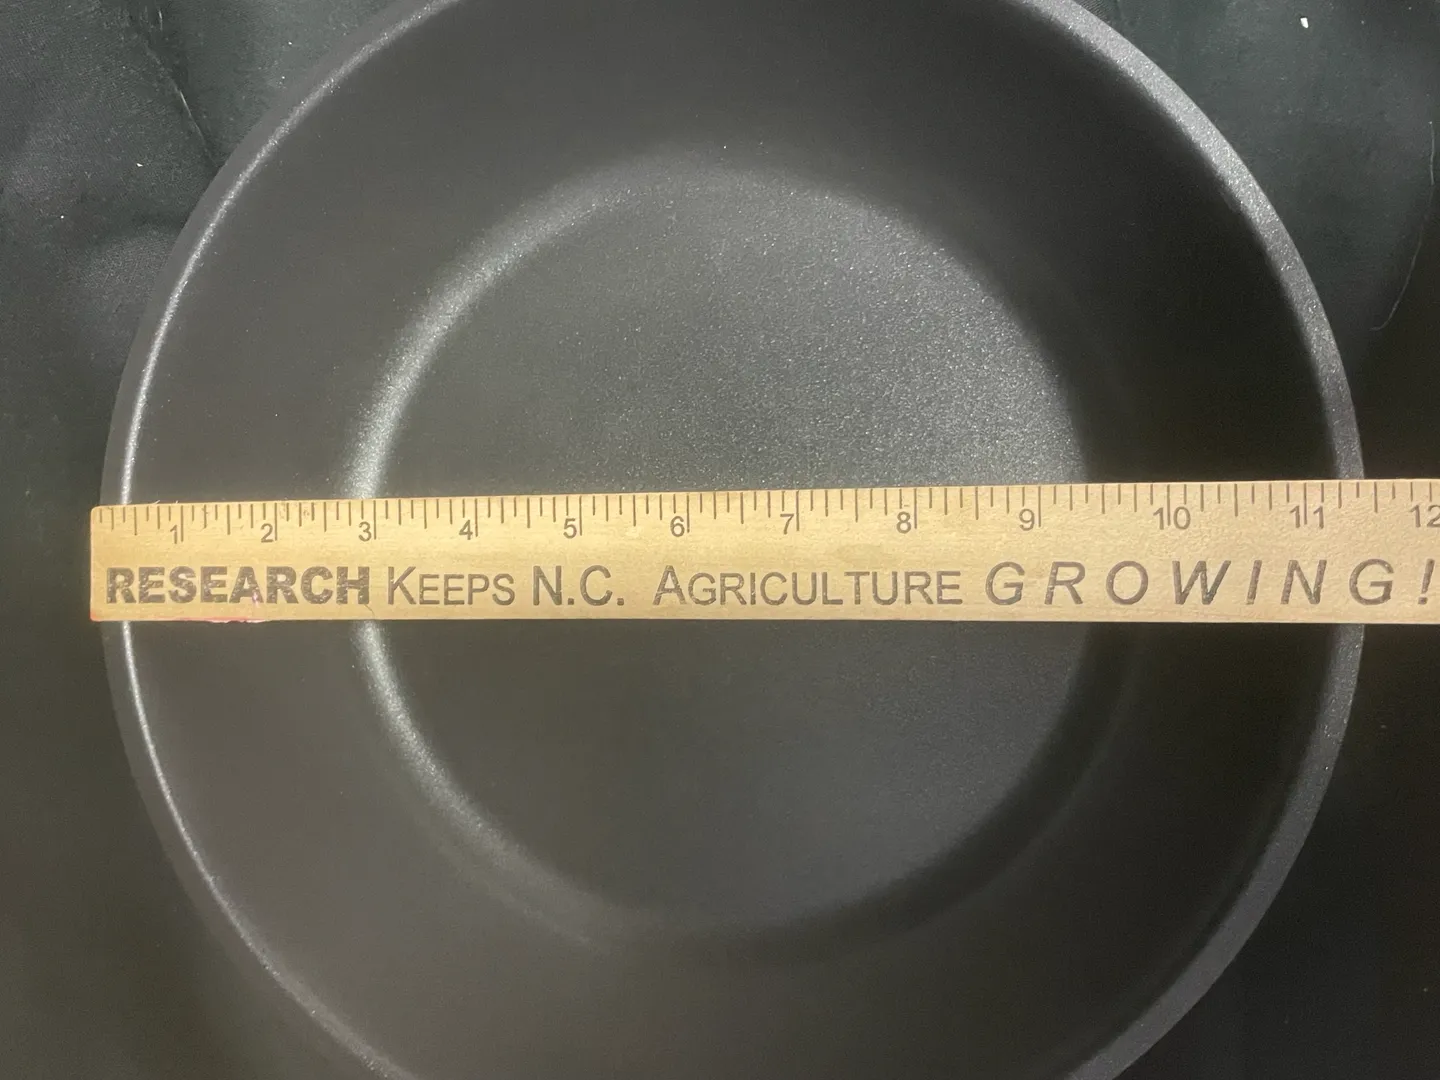 1 2 3 4 5 6 7 8 9 10 11 12
RESEARCH KEEPS N.C. AGRICULTURE GROWING!